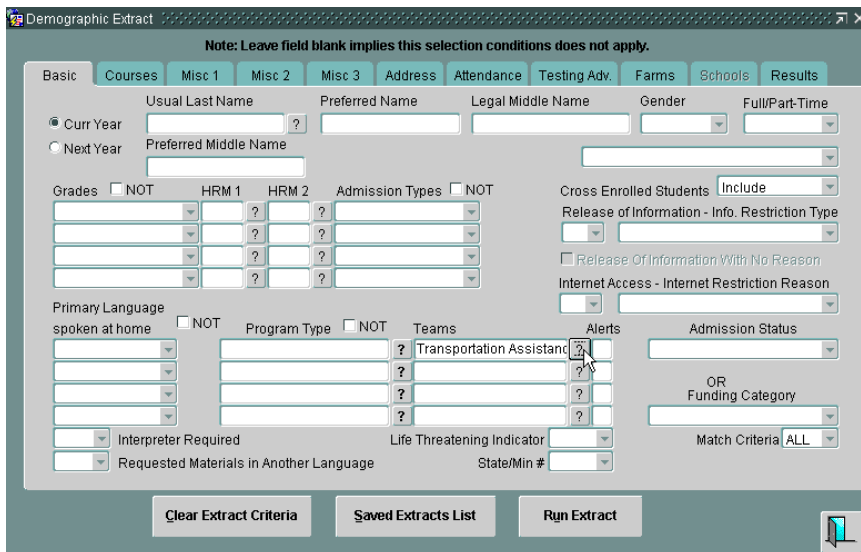 Demographic Extract
Note: Leave field blank implies this selection conditions does not apply.
Basic Courses Misc 1 Misc 2 Misc 3 Address Attendance Testing Adv. Farms Schools Results
Usual Last Name Preferred Name Legal Middle Name Gender Full/Part-Time
Curr Year ?
Next Year Preferred Middle Name
Grades NOT HRM 1 HRM 2 Admission Types NOT Cross Enrolled Students Include
Release of Information - Info. Restriction Type
? ?
? ?
? ?
? ?
Release Of Information With No Reason
Internet Access - Internet Restriction Reason
Primary Language
spoken at home NOT Program Type NOT Teams Alerts Admission Status
? Transportation Assistanc ?
? ?
? ?
? ?
OR
Funding Category
Interpreter Required Life Threatening Indicator Match Criteria ALL
Requested Materials in Another Language State/Min #
Clear Extract Criteria Saved Extracts List Run Extract